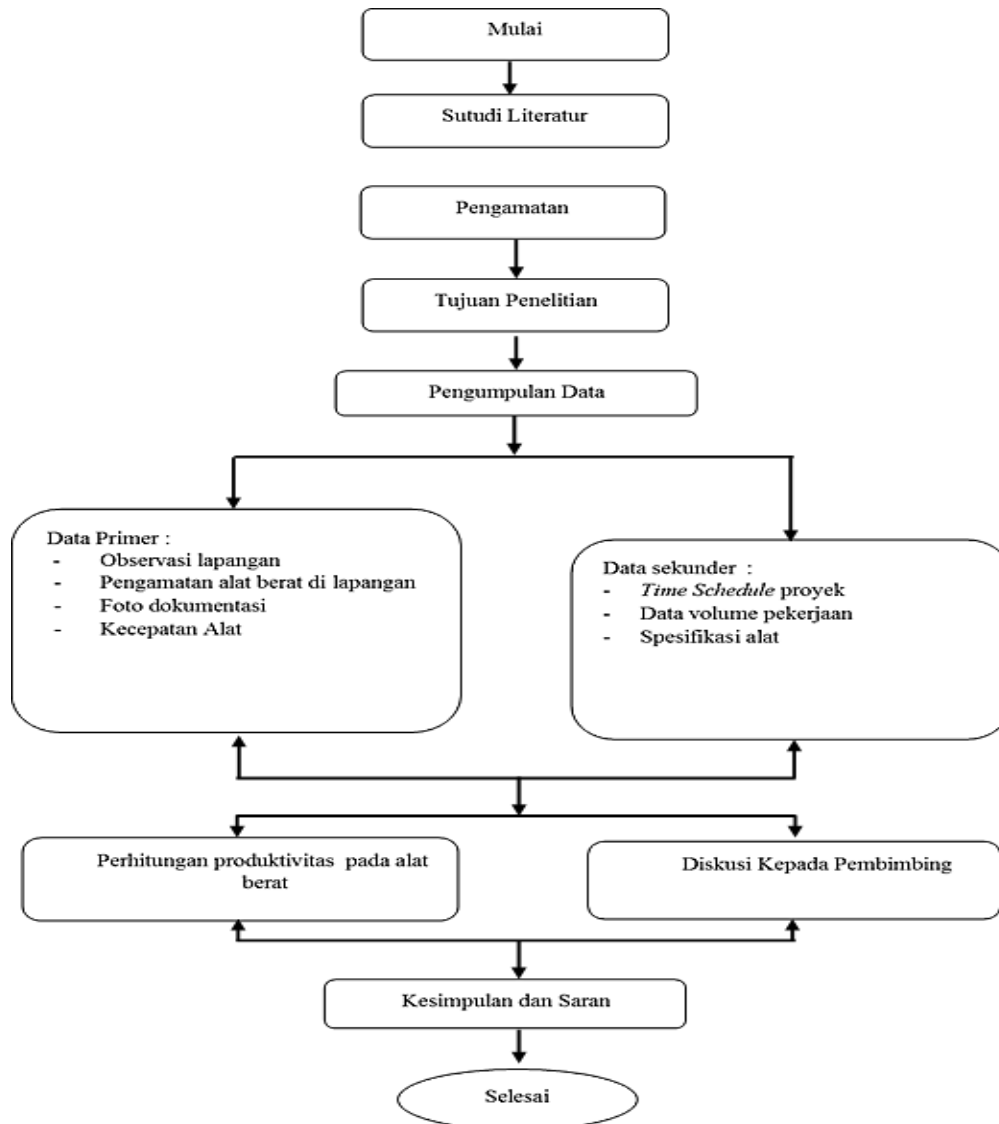 Mulai
Sutudi Literatur
Pengamatan
Tujuan Penelitian
Pengumpulan Data
Data Primer :
- Observasi lapangan
- Pengamatan alat berat di lapangan
- Foto dokumentasi
- Kecepatan Alat
Data sekunder :
- Time Schedule proyek
- Data volume pekerjaan
- Spesifikasi alat
Perhitungan produktivitas pada alat
berat
Diskusi Kepada Pembimbing
Kesimpulan dan Saran
Selesai